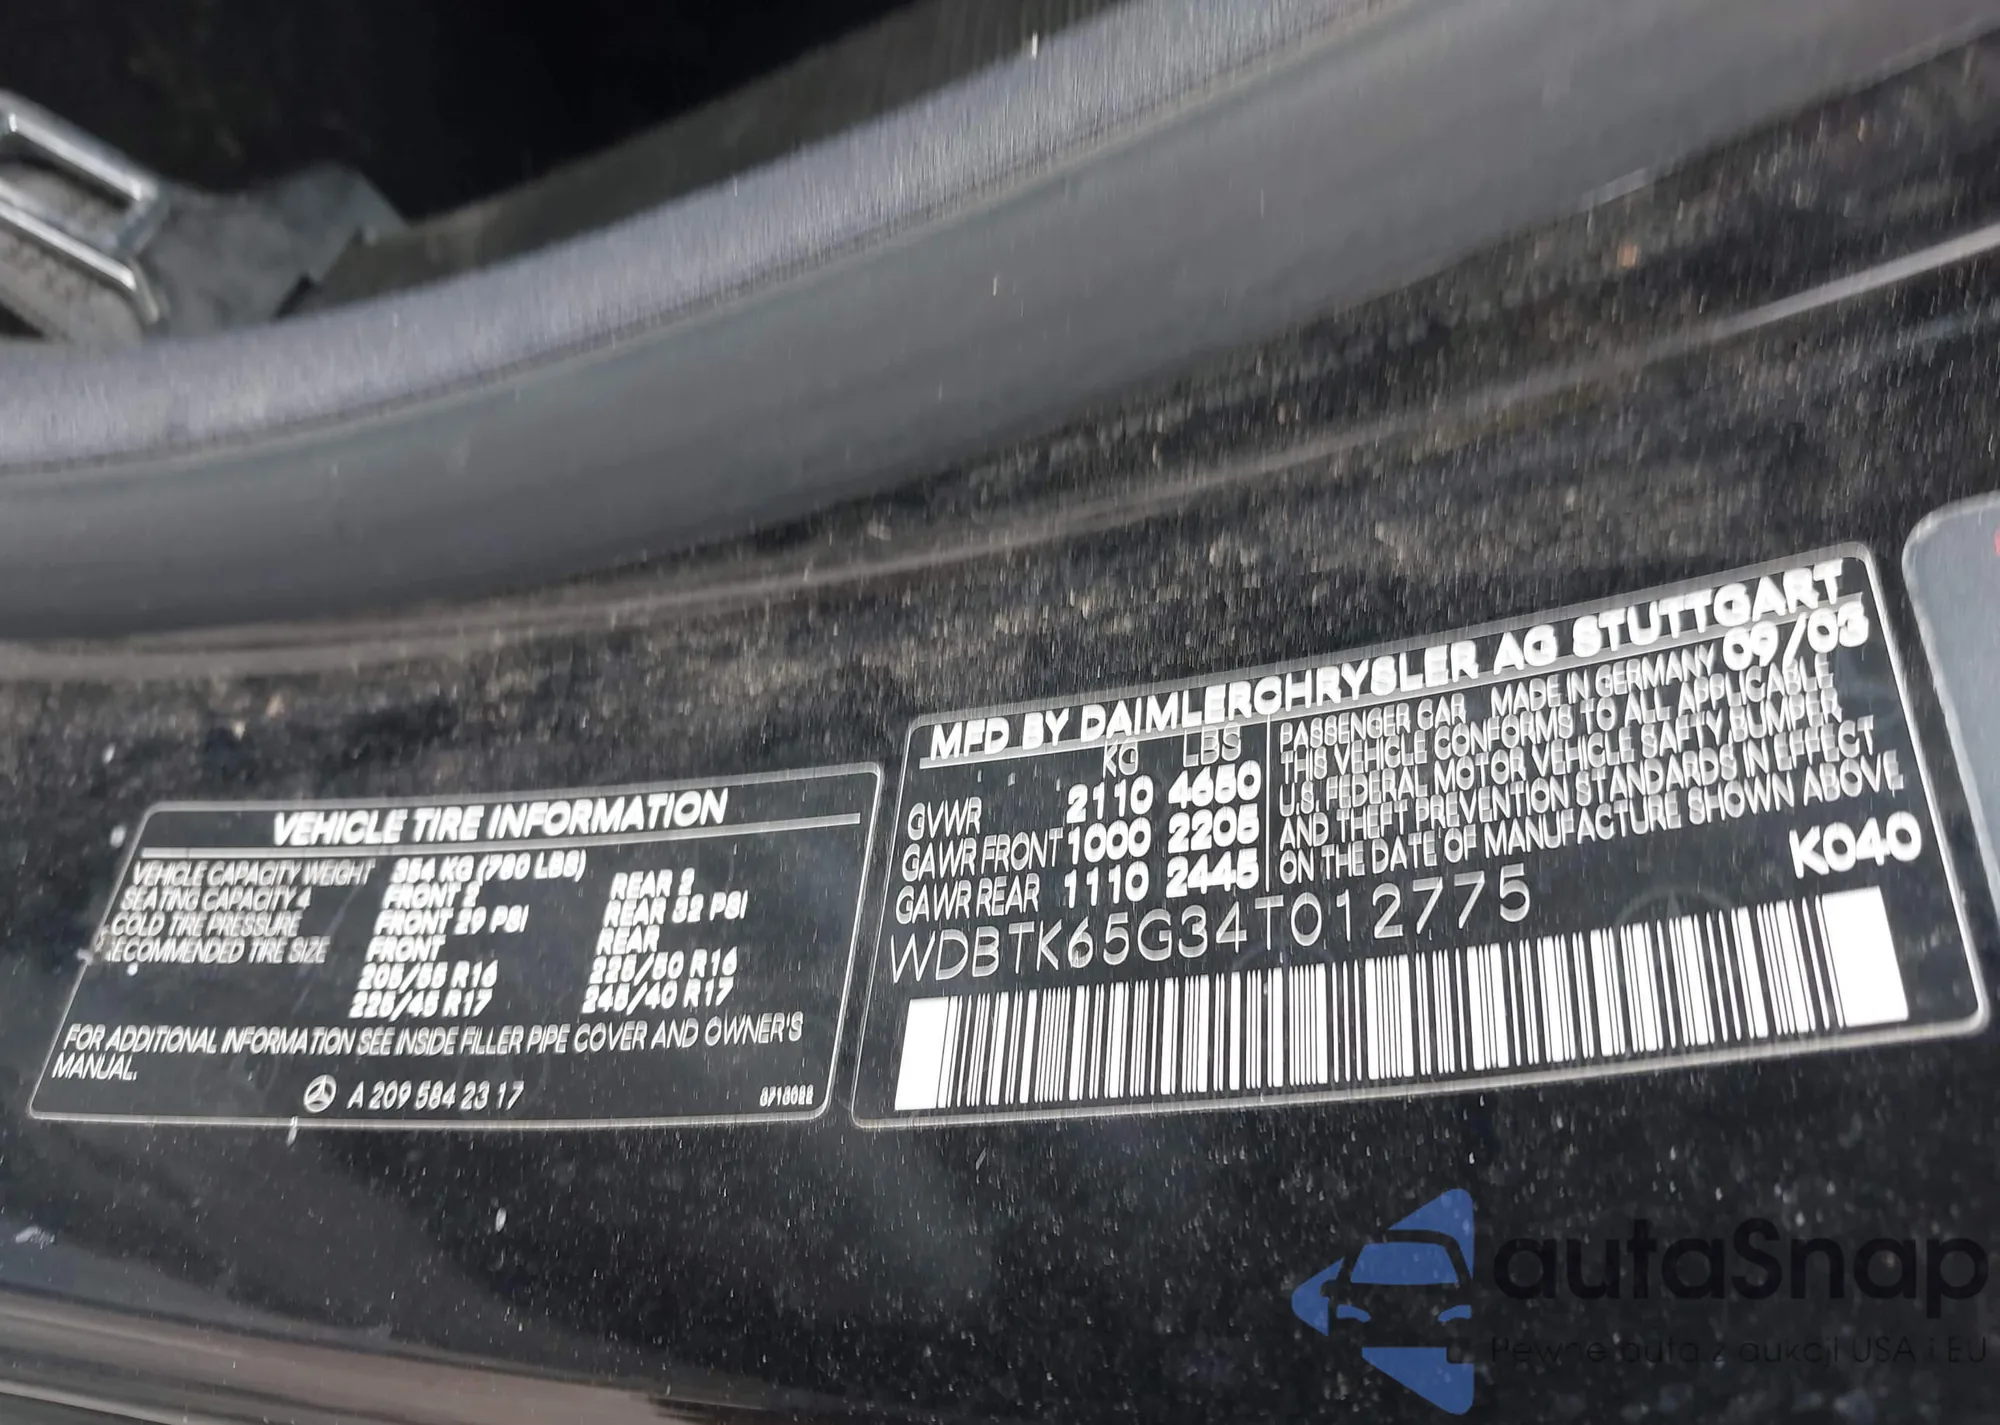 VEHICLE TIRE INFORMATION
VEHICLE CAPACITY WEIGHT 354 KG (780 LBS)
SEATING CAPACITY 4 FRONT 2 REAR 2
COLD TIRE PRESSURE FRONT 29 PSI REAR 32 PSI
RECOMMENDED TIRE SIZE FRONT REAR
205/55 R16 225/50 R16
225/45 R17 245/40 R17
FOR ADDITIONAL INFORMATION SEE INSIDE FILLER PIPE COVER AND OWNER'S
MANUAL.
A 209 584 23 17
MFD BY DAIMLERCHRYSLER AG STUTTGART
KG LBS
GVWR 2110 4650
GAWR FRONT 1000 2205
GAWR REAR 1110 2445
PASSENGER CAR MADE IN GERMANY 09/03
THIS VEHICLE CONFORMS TO ALL APPLICABLE
U.S. FEDERAL MOTOR VEHICLE SAFTY, BUMPER,
AND THEFT PREVENTION STANDARDS IN EFFECT
ON THE DATE OF MANUFACTURE SHOWN ABOVE
WDBTK65G34T012775
K040
autaSnap
Pewne auta z aukcji USA i EU